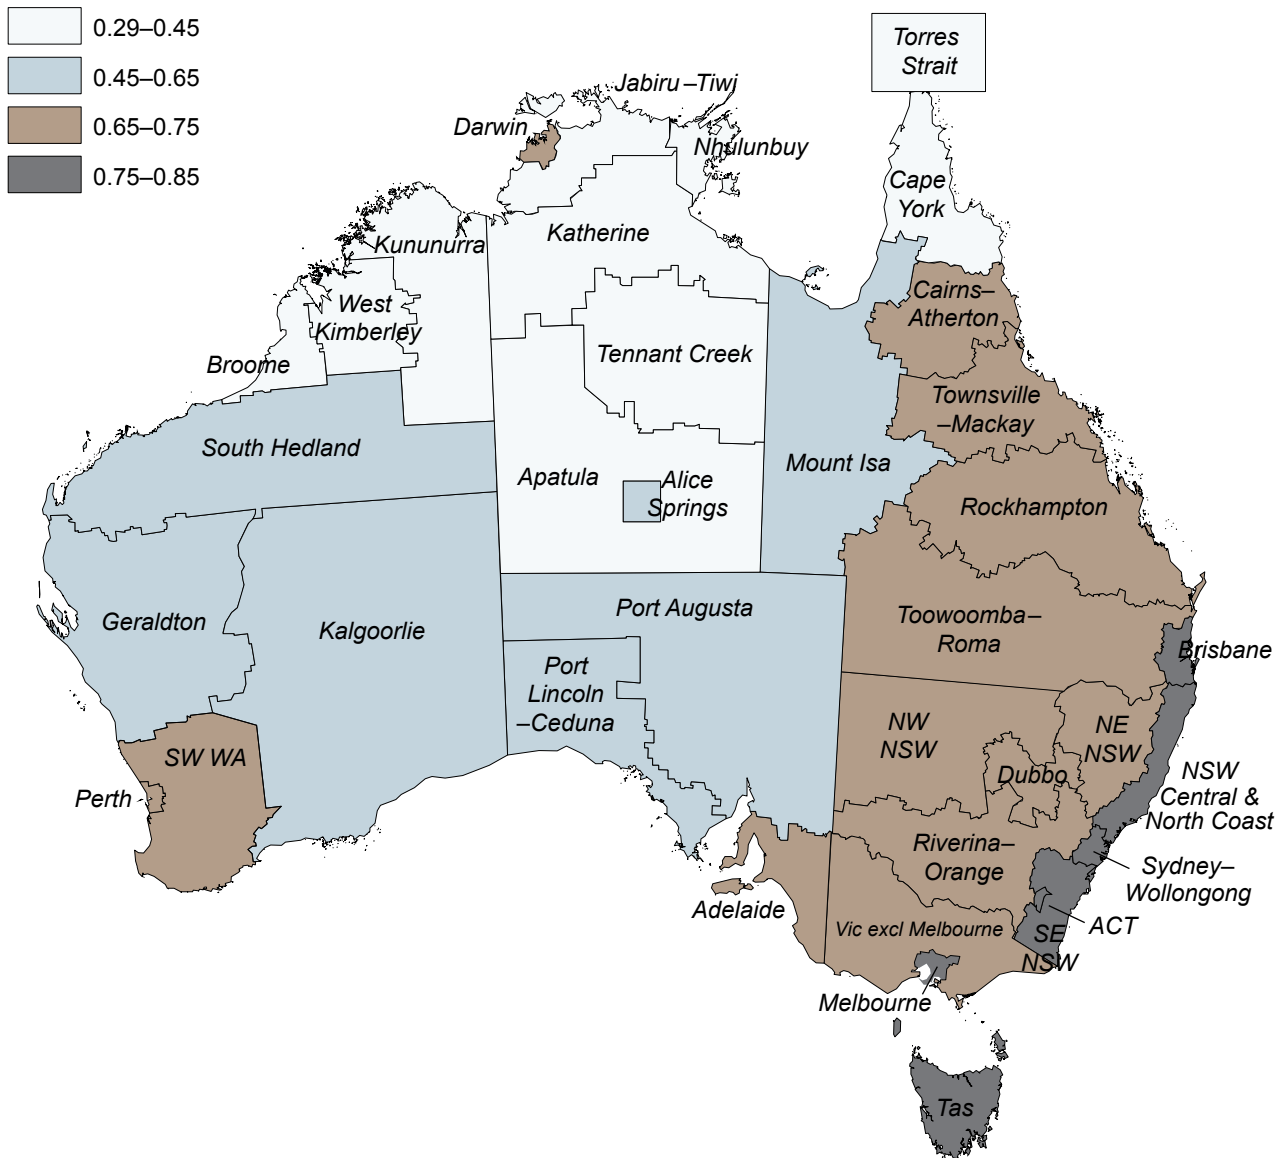 0.29–0.45
0.45–0.65
0.65–0.75
0.75–0.85
Torres
Strait
Jabiru–Tiwi
Darwin
Nhulunbuy
Cape
York
Katherine
Kununurra
West
Kimberley
Broome
Cairns–
Atherton
Tennant Creek
Townsville
–Mackay
South Hedland
Apatula
Alice
Springs
Mount Isa
Rockhampton
Geraldton
Kalgoorlie
Port Augusta
Toowoomba–
Roma
Brisbane
Port
Lincoln
–Ceduna
NW
NSW
NE
NSW
SW WA
Dubbo
Perth
NSW
Central &
North Coast
Riverina–
Orange
Sydney–
Wollongong
Adelaide
Vic excl Melbourne
ACT
SE
NSW
Melbourne
Tas